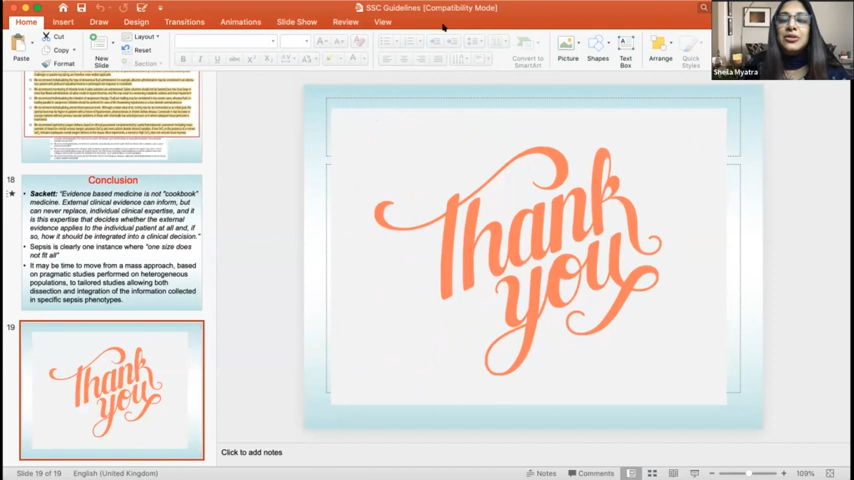 SSC Guidelines [Compatibility Mode]
Home Insert Draw Design Transitions Animations Slide Show Review View
Paste
Cut
Copy
Format
New
Slide
Layout
Reset
Section
Convert to
SmartArt
Picture
Shapes
Text
Box
Arrange
Quick
Styles
Sheila Myatra
18
Conclusion
• Sackett: "Evidence based medicine is not "cookbook"
medicine. External clinical evidence can inform, but
can never replace, individual clinical expertise, and it
is this expertise that decides whether the external
evidence applies to the individual patient at all and, if
so, how it should be integrated into a clinical decision."
• Sepsis is clearly one instance where "one size does
not fit all"
• It may be time to move from a mass approach, based
on pragmatic studies performed on heterogeneous
populations, to tailored studies allowing both
dissection and integration of the information collected
in specific sepsis phenotypes.
19
Thank
you
Thank
you
Click to add notes
Slide 19 of 19 English (United Kingdom) Notes Comments 109%